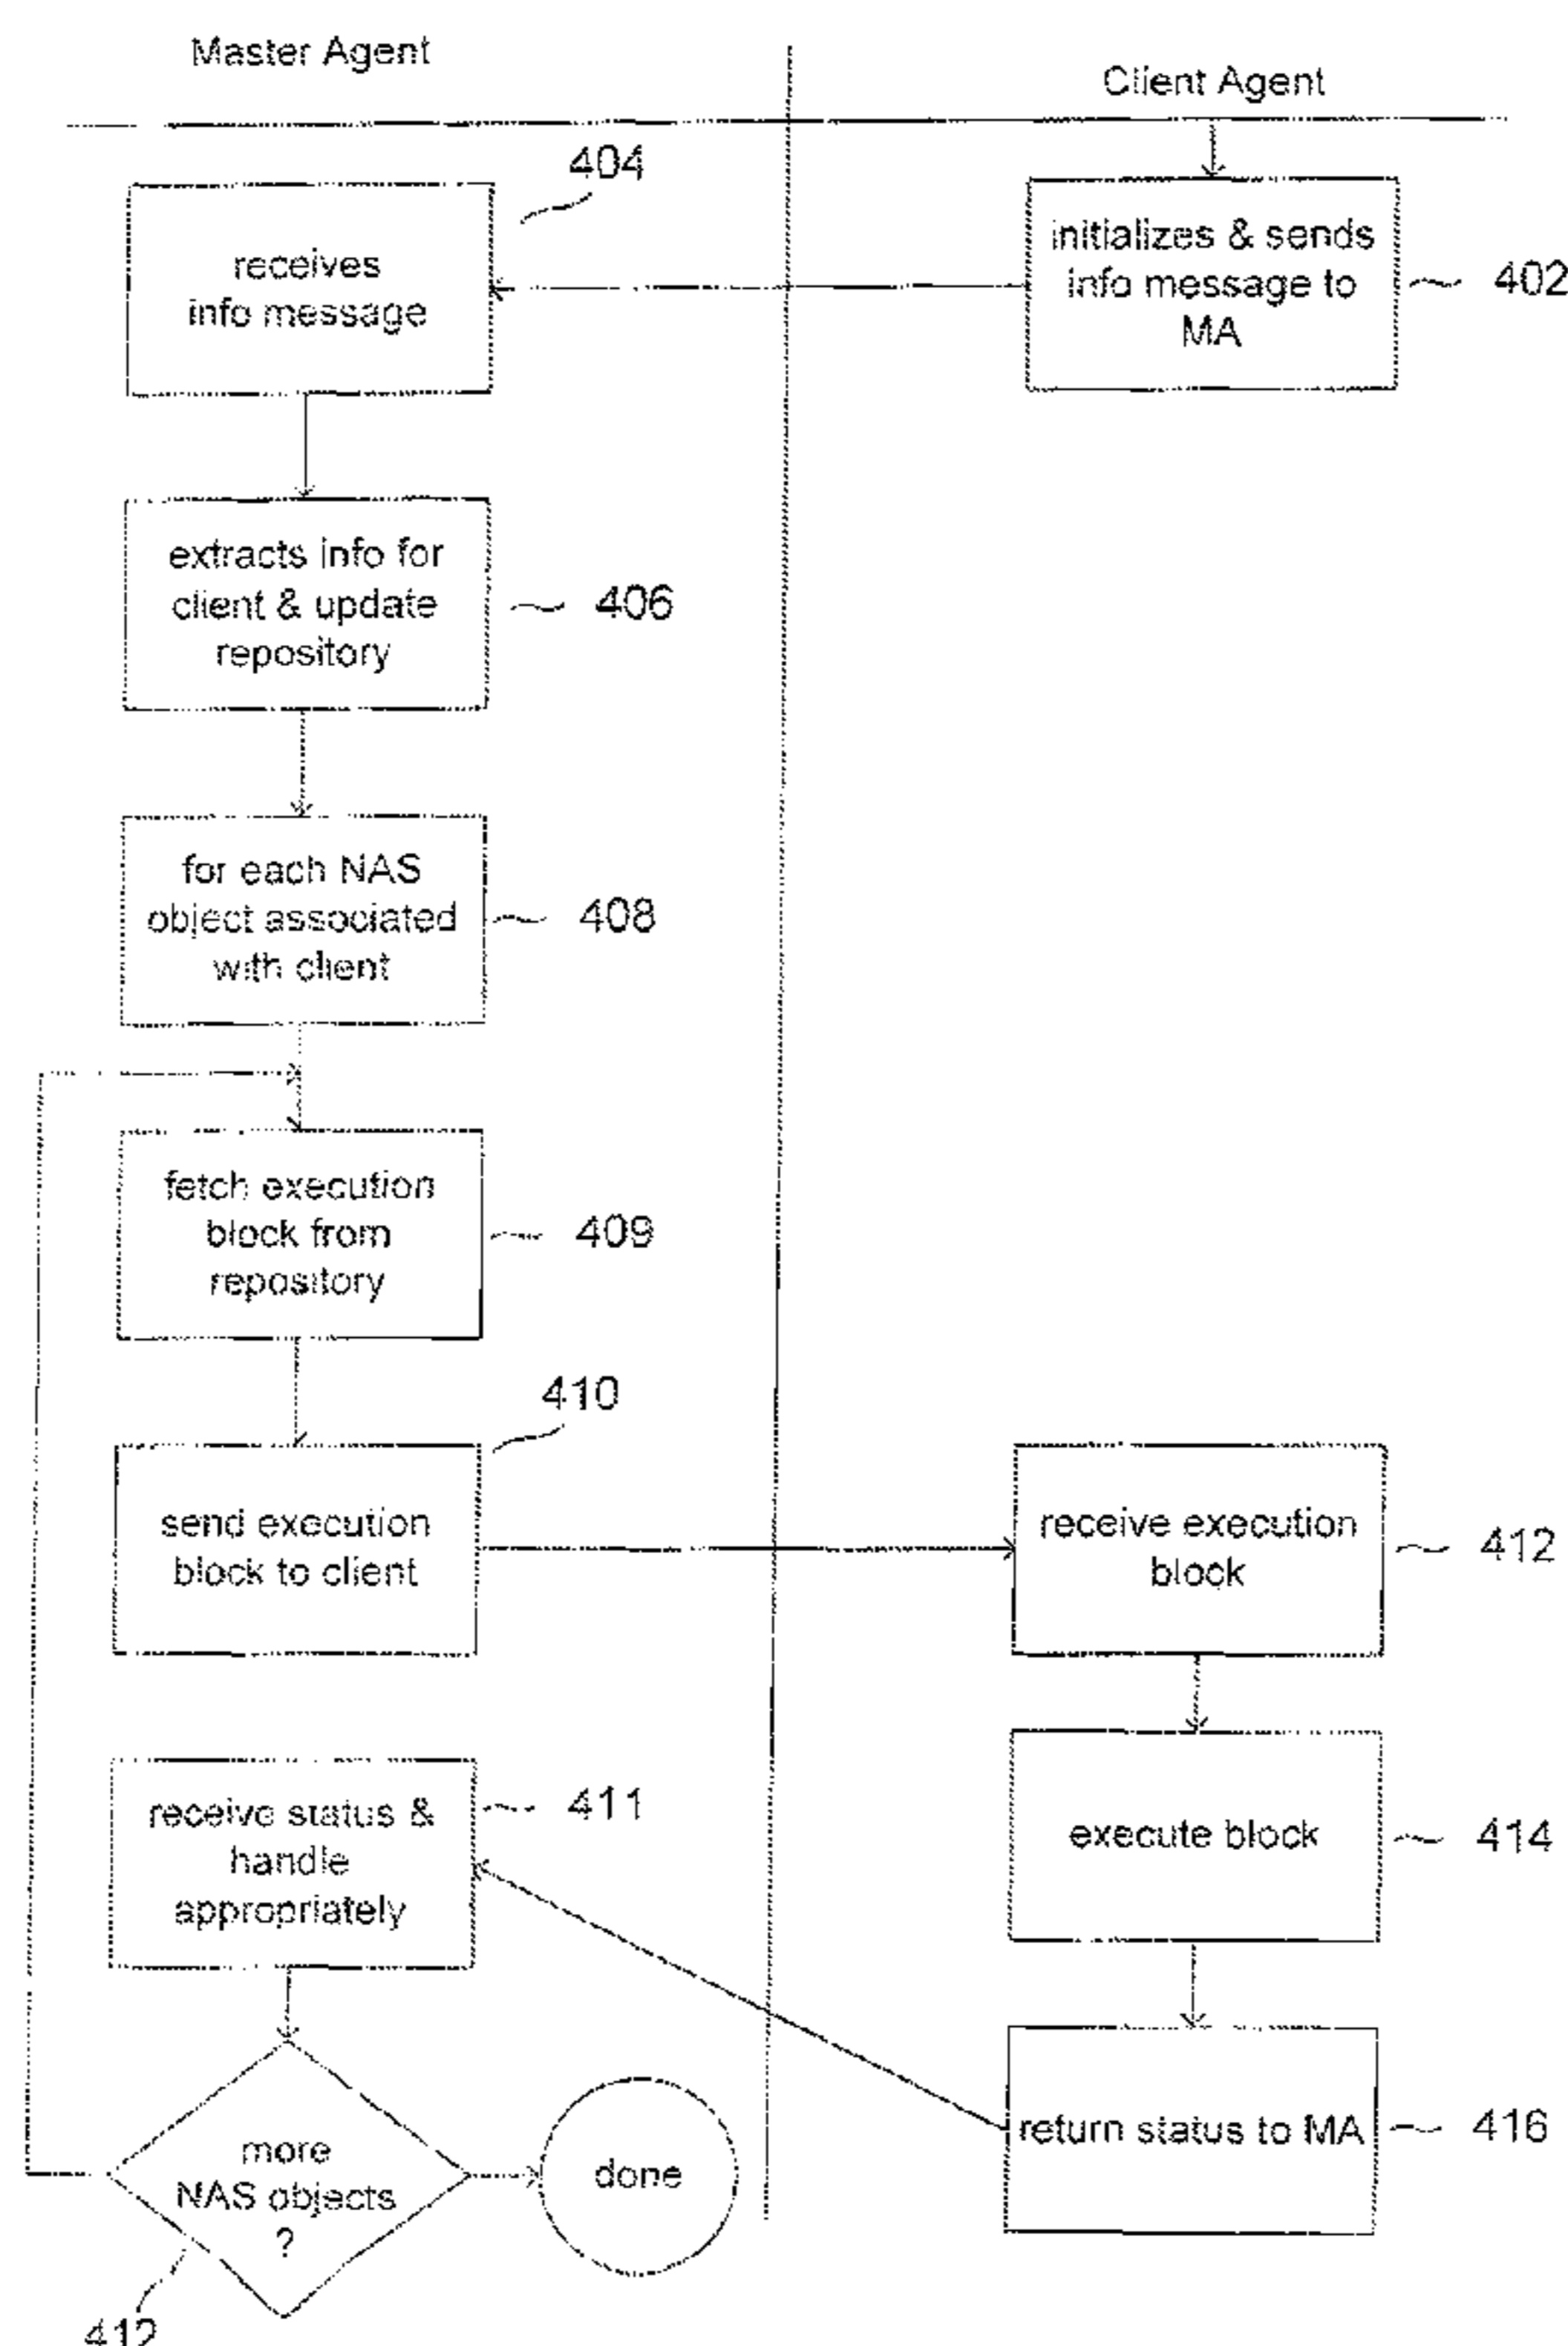 Master Agent
Client Agent
404
receives
info message
initializes & sends
info message to
MA
402
extracts info for
client & update
repository
406
for each NAS
object associated
with client
408
fetch execution
block from
repository
409
410
send execution
block to client
receive execution
block
412
receive status &
handle
appropriately
411
execute block
414
more
NAS objects
?
done
return status to MA
416
412